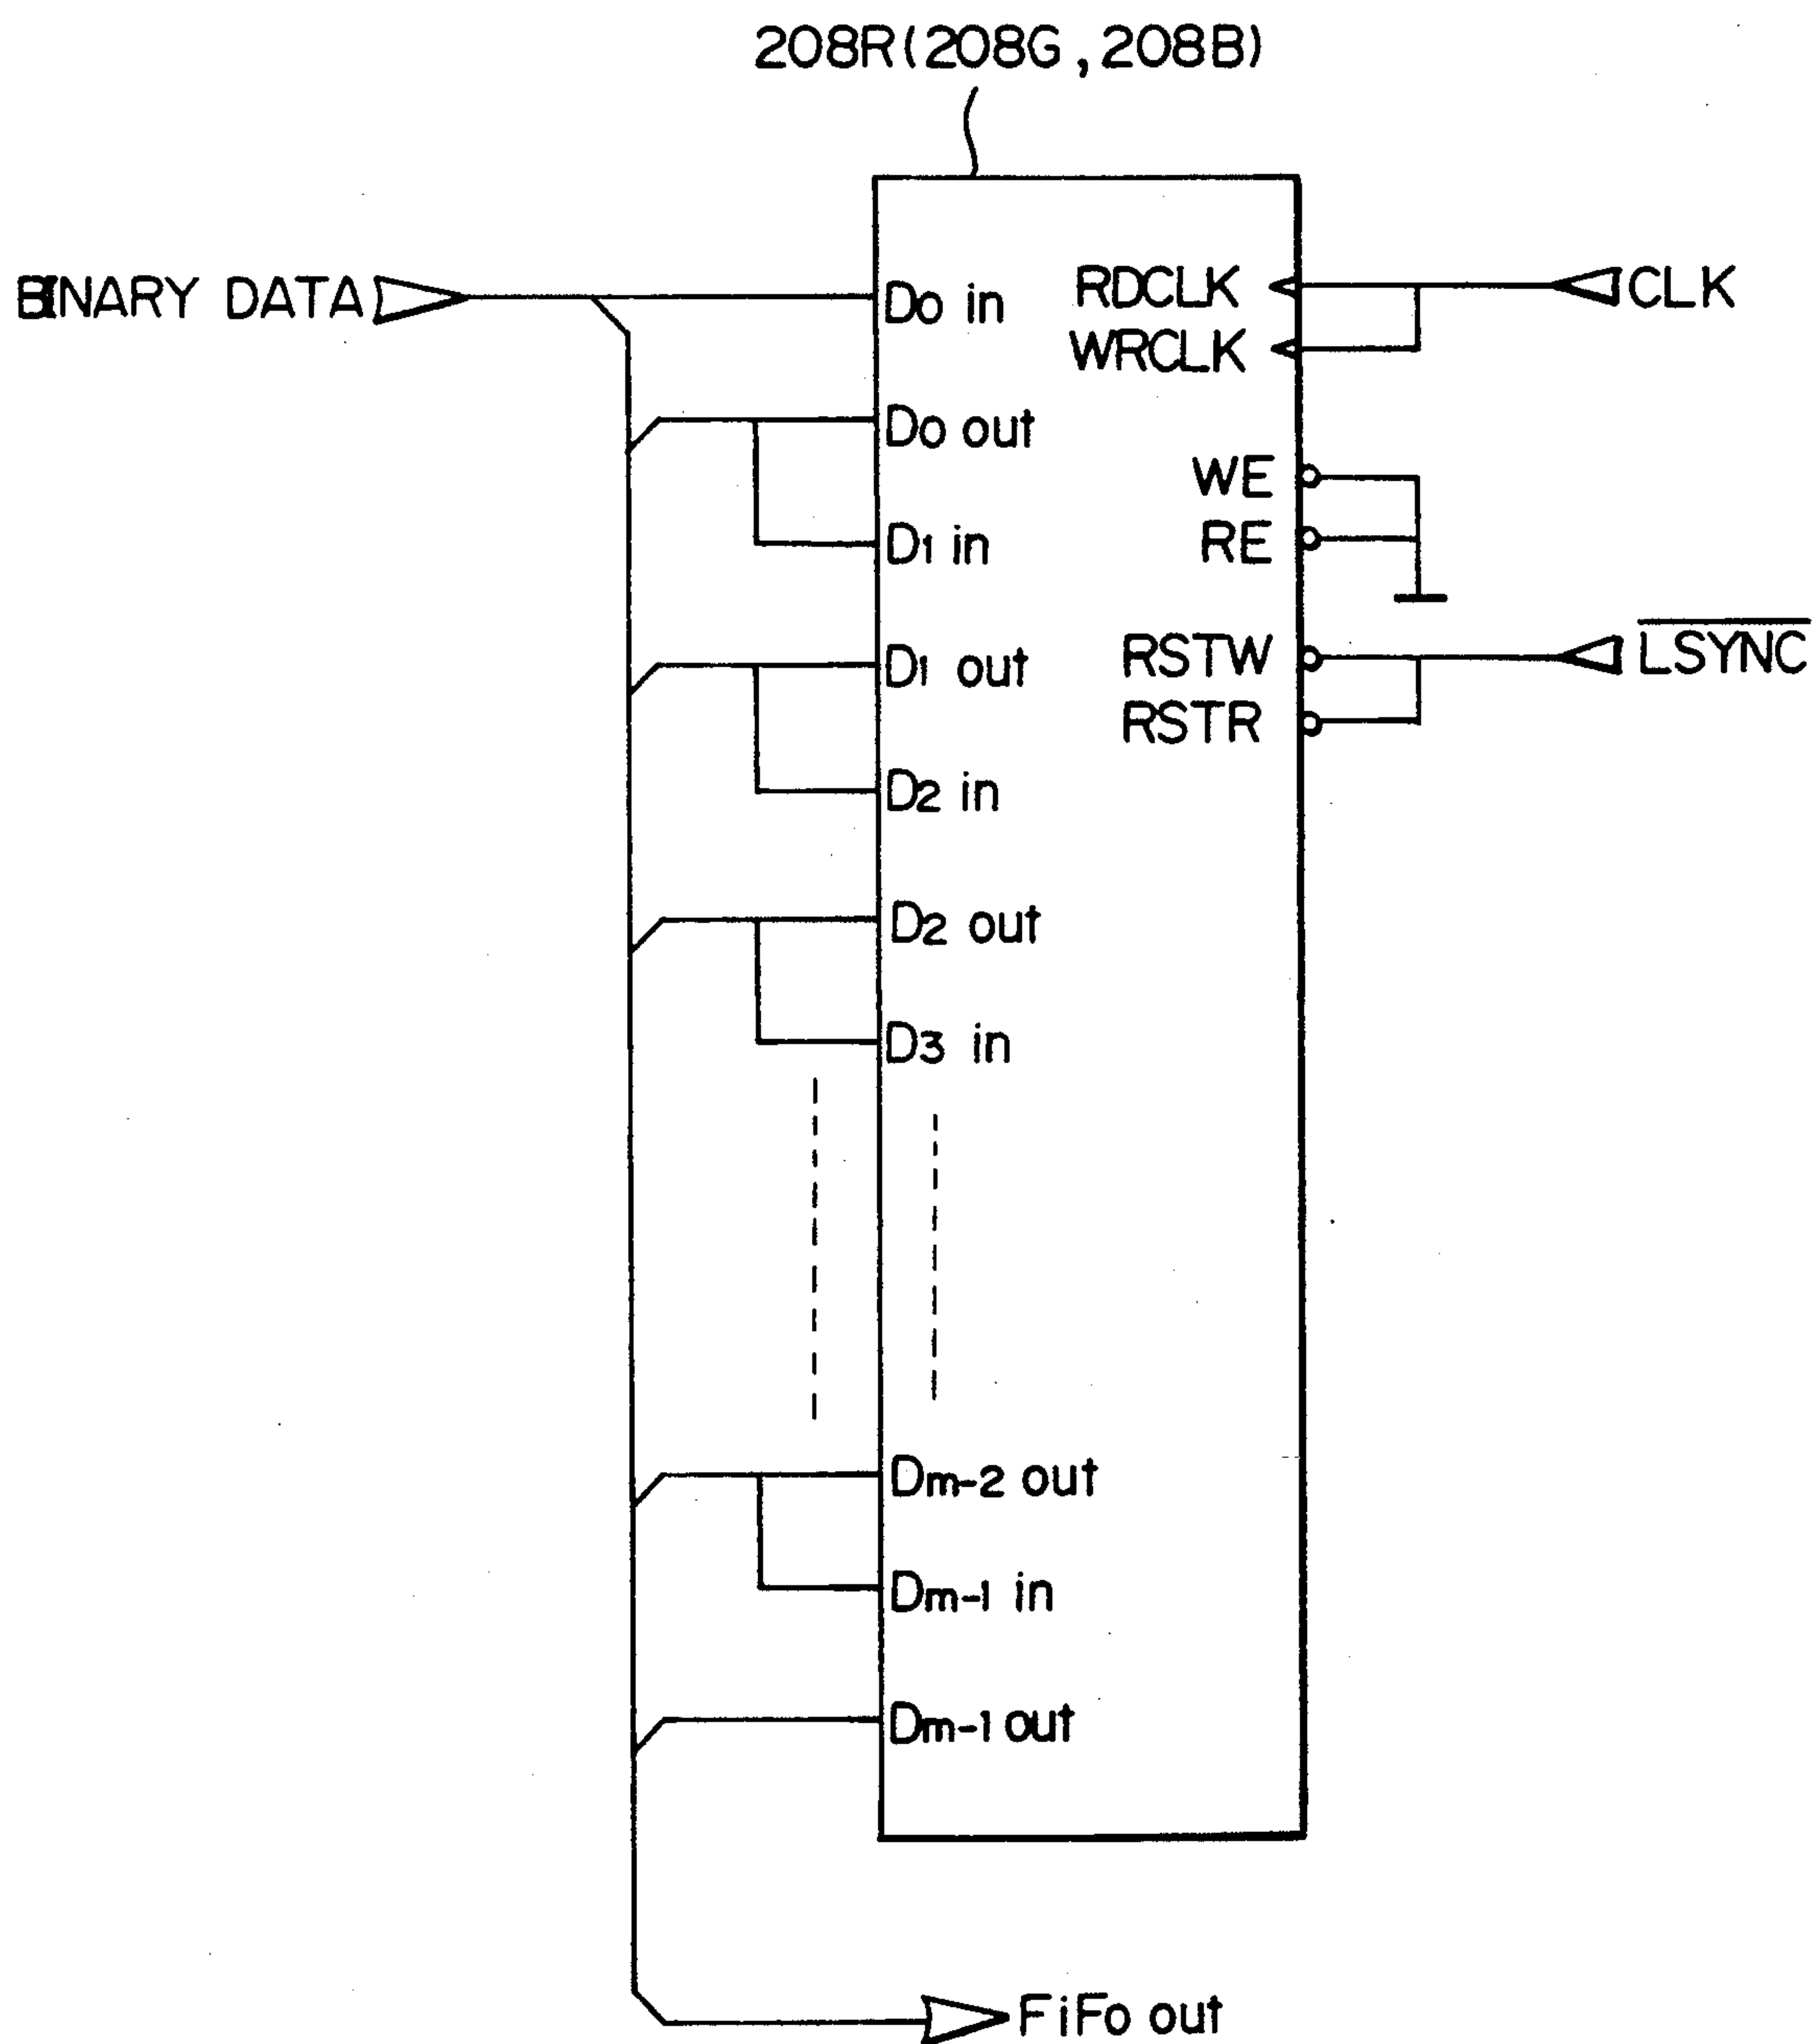 208R(208G,208B)
BINARY DATA
D0 in
RDCLK
CLK
WRCLK
D0 out
WE
D1 in
RE
D1 out
RSTW
LSYNC
RSTR
D2 in
D2 out
D3 in
Dm-2 out
Dm-1 in
Dm-1 out
FiFo out